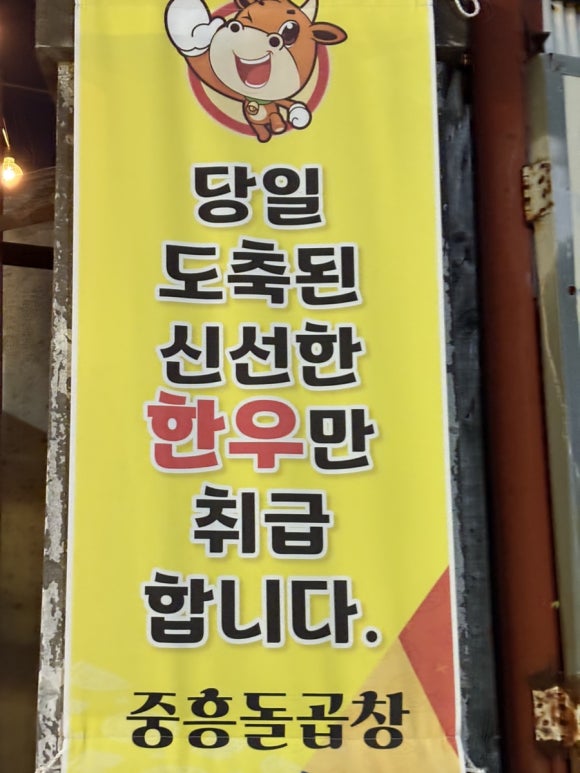 당일
도축된
신선한
한우만
취급
합니다.
중흥돌곱창